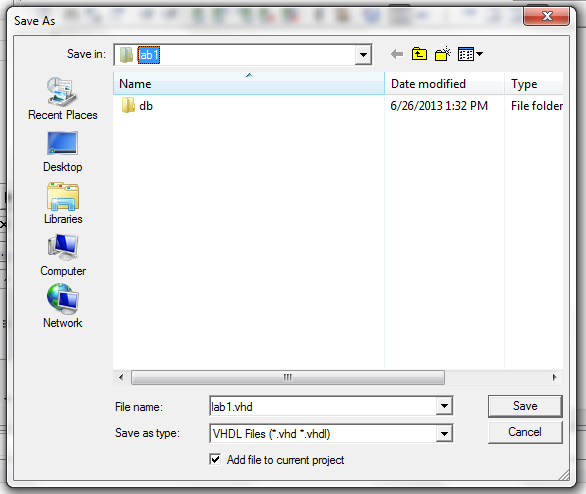 Save As
Save in: lab1
Name Date modified Type
db 6/26/2013 1:32 PM File folder
Recent Places
Desktop
Libraries
Computer
Network
File name: lab1.vhd Save
Save as type: VHDL Files (*.vhd *.vhdl) Cancel
Add file to current project